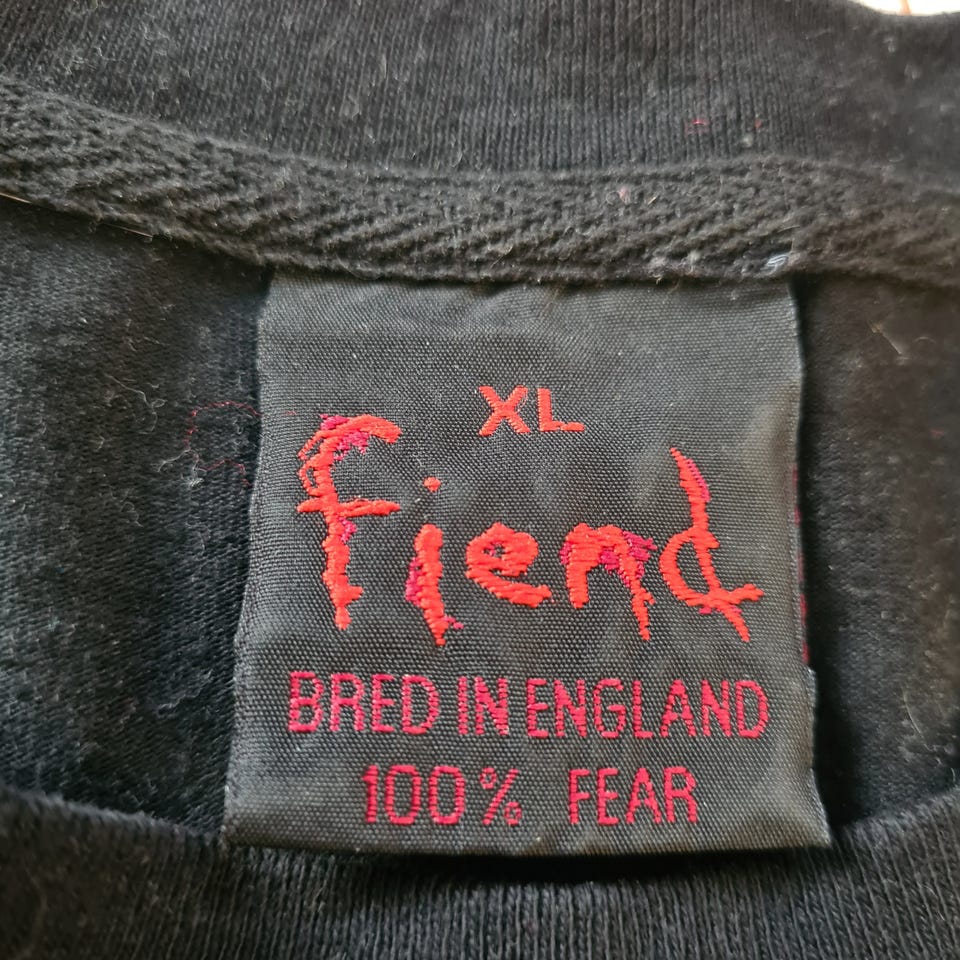 XL
fiend
BRED IN ENGLAND
100% FEAR